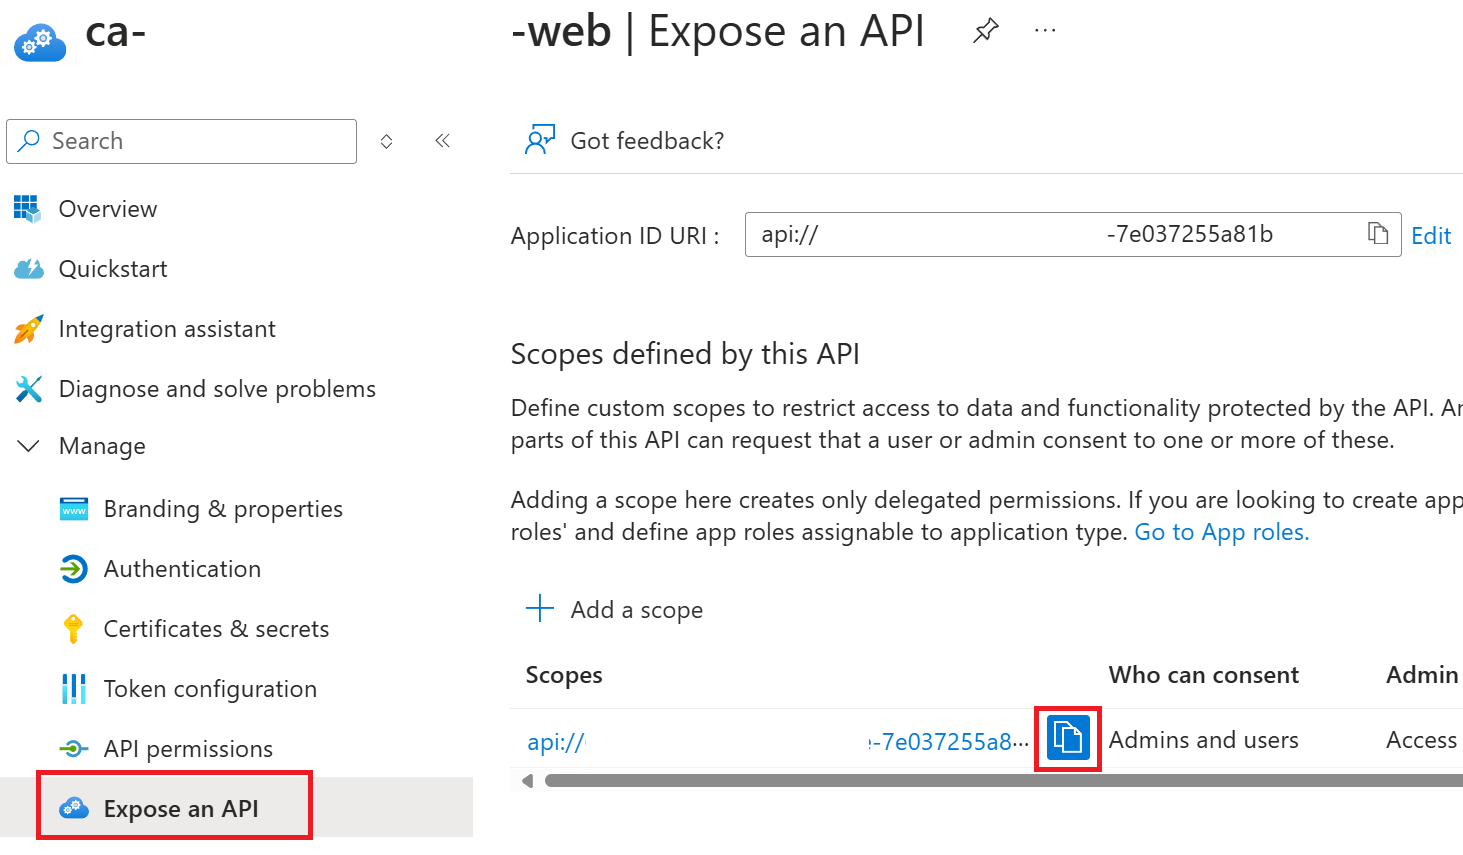 ca- -web | Expose an API ...
Search
Got feedback?
Overview
Application ID URI : api:// -7e037255a81b Edit
Quickstart
Integration assistant
Scopes defined by this API
Diagnose and solve problems
Define custom scopes to restrict access to data and functionality protected by the API. An
parts of this API can request that a user or admin consent to one or more of these.
Manage
Branding & properties
Adding a scope here creates only delegated permissions. If you are looking to create app
roles' and define app roles assignable to application type. Go to App roles.
Authentication
Certificates & secrets
Add a scope
Token configuration
Scopes Who can consent Admin
API permissions
api:// -7e037255a8... Admins and users Access
Expose an API